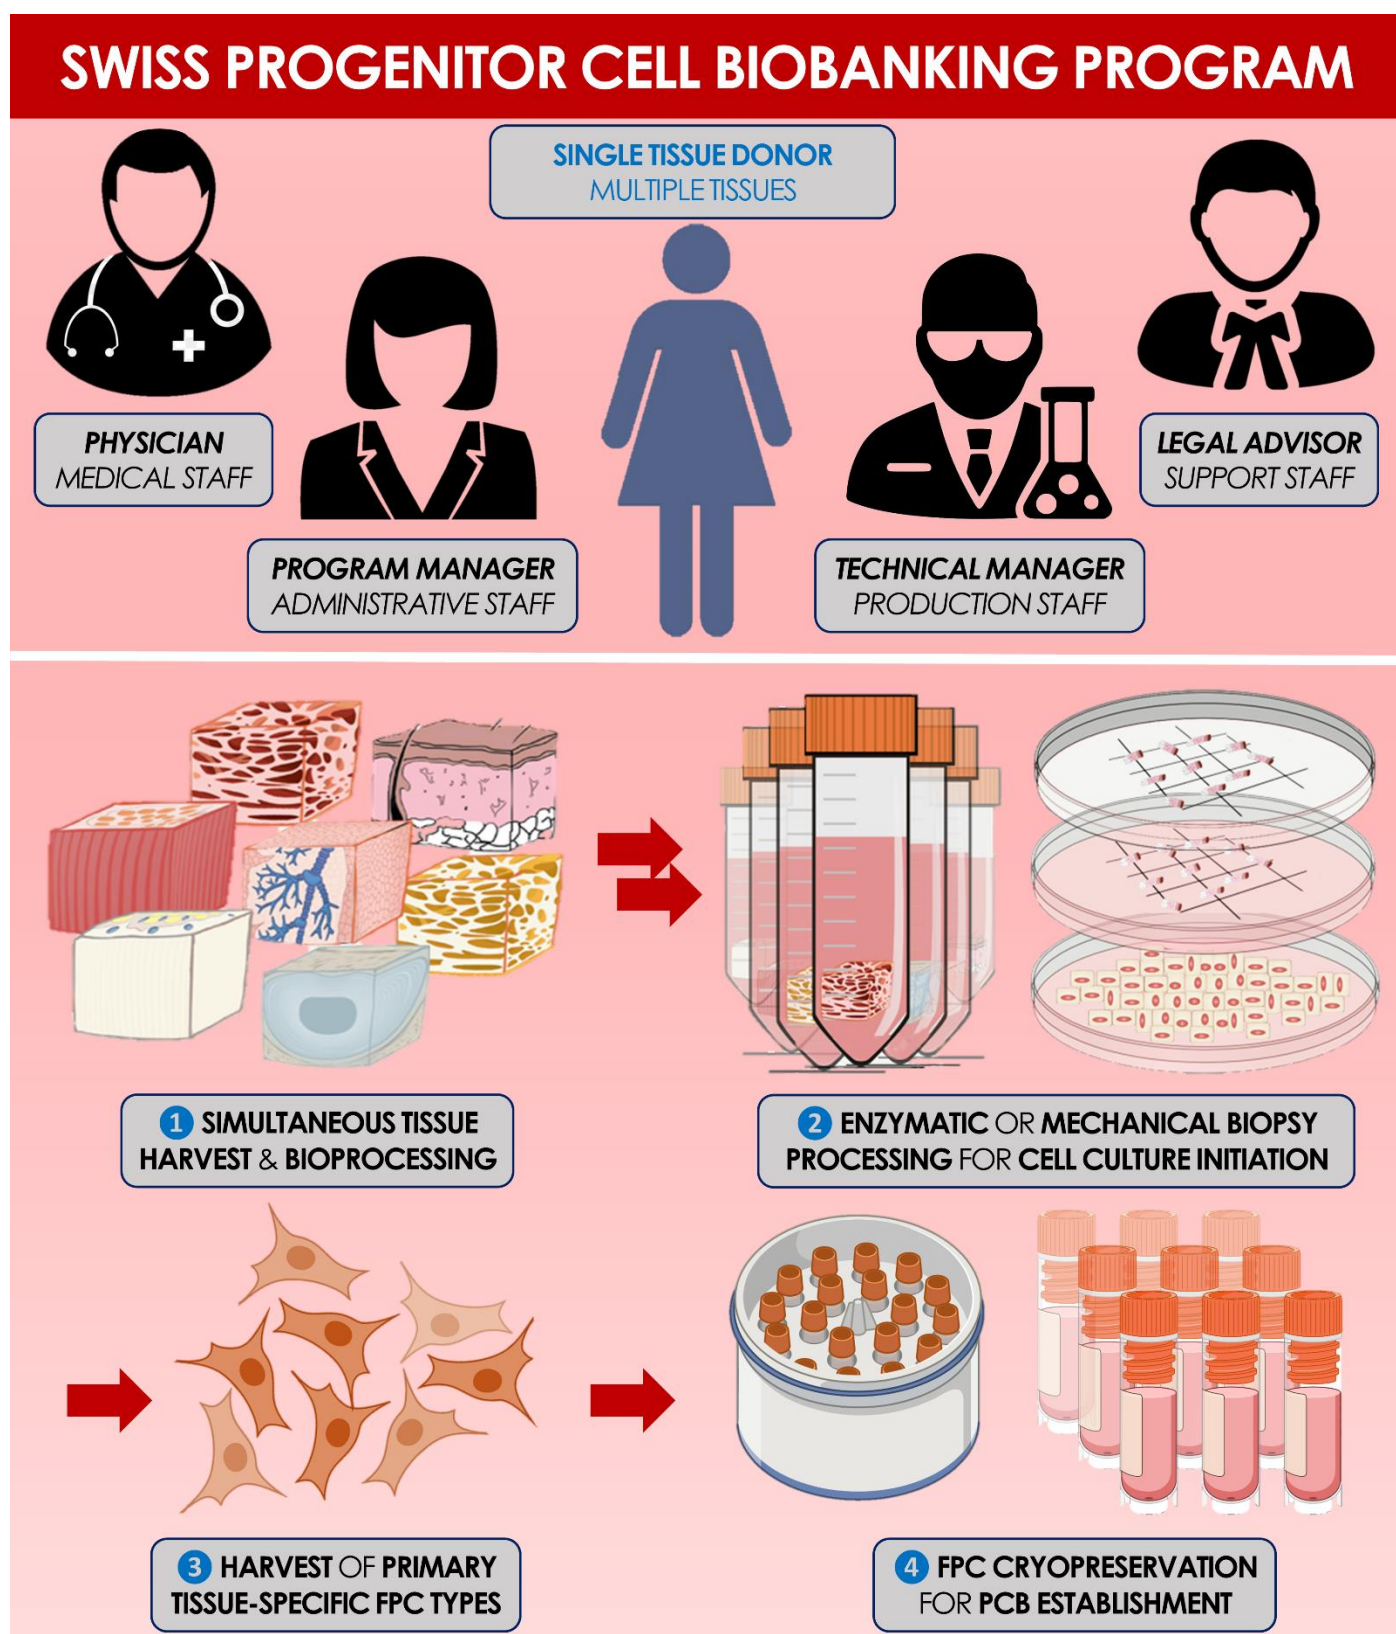 SWISS PROGENITOR CELL BIOBANKING PROGRAM
SINGLE TISSUE DONOR
MULTIPLE TISSUES
PHYSICIAN
MEDICAL STAFF
LEGAL ADVISOR
SUPPORT STAFF
PROGRAM MANAGER
ADMINISTRATIVE STAFF
TECHNICAL MANAGER
PRODUCTION STAFF
1 SIMULTANEOUS TISSUE
HARVEST & BIOPROCESSING
2 ENZYMATIC OR MECHANICAL BIOPSY
PROCESSING FOR CELL CULTURE INITIATION
3 HARVEST OF PRIMARY
TISSUE-SPECIFIC FPC TYPES
4 FPC CRYOPRESERVATION
FOR PCB ESTABLISHMENT